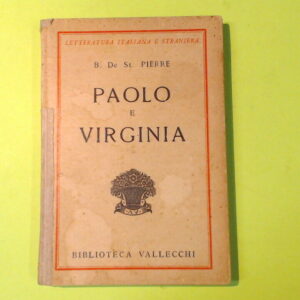 LETTERATURA ITALIANA E STRANIERA
B. De St. PIERRE
PAOLO
E
VIRGINIA
BIBLIOTECA VALLECCHI